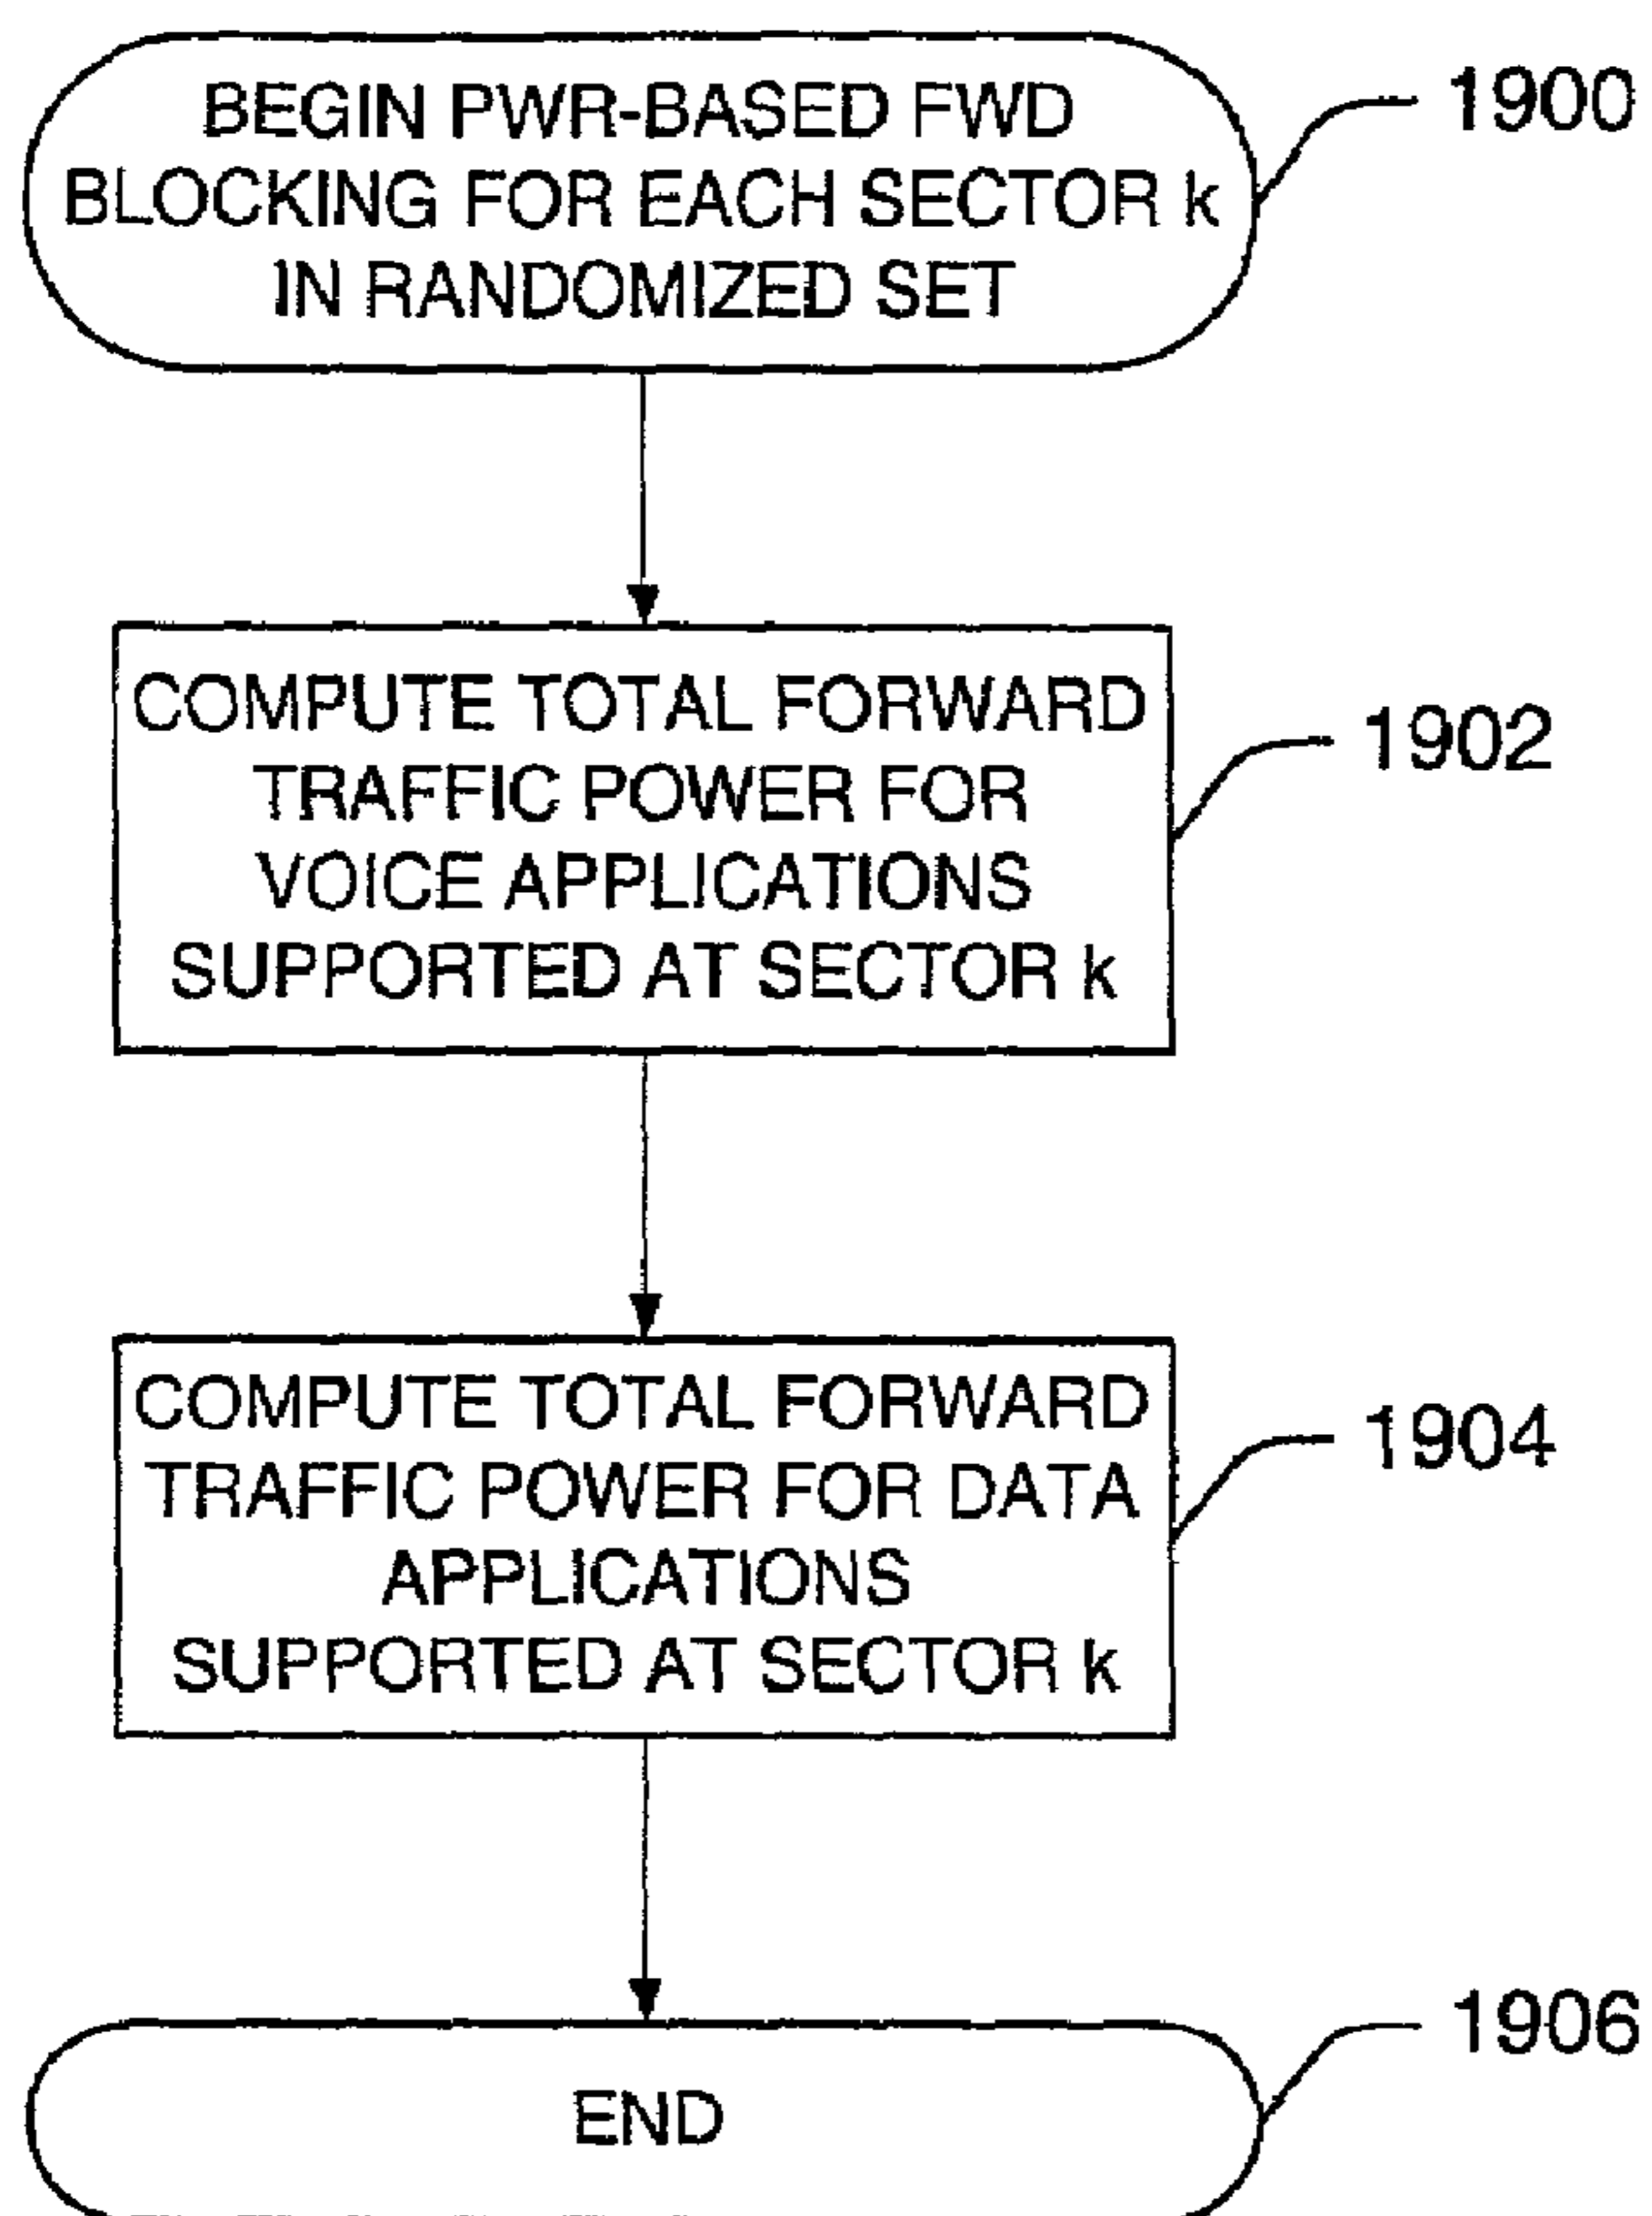 BEGIN PWR-BASED FWD
BLOCKING FOR EACH SECTOR k
IN RANDOMIZED SET
1900
COMPUTE TOTAL FORWARD
TRAFFIC POWER FOR
VOICE APPLICATIONS
SUPPORTED AT SECTOR k
1902
COMPUTE TOTAL FORWARD
TRAFFIC POWER FOR DATA
APPLICATIONS
SUPPORTED AT SECTOR k
1904
END
1906